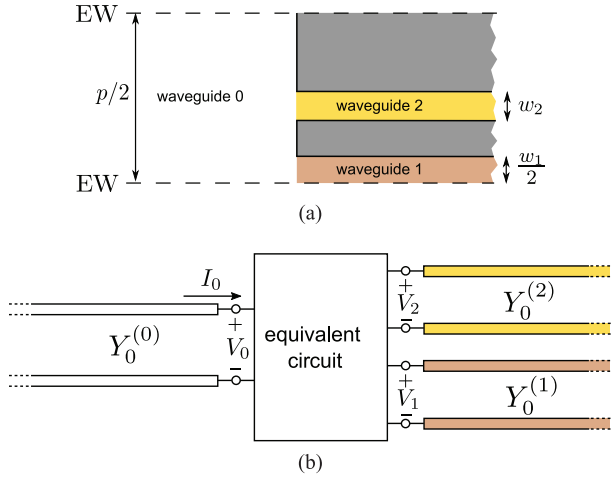 EW
p/2
waveguide 0
waveguide 2
w₂
waveguide 1
w₁/2
EW
(a)
I₀
Y₀⁽⁰⁾
+
V₀
−
equivalent
circuit
+
V₂
−
Y₀⁽²⁾
+
V₁
−
Y₀⁽¹⁾
(b)